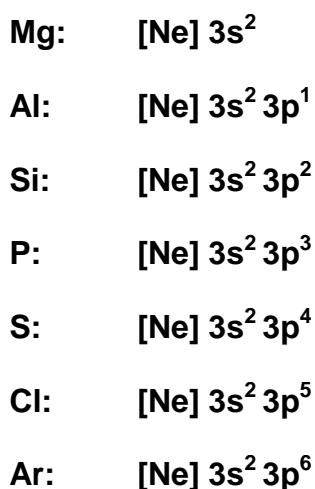 Mg: [Ne] 3s²
Al: [Ne] 3s² 3p¹
Si: [Ne] 3s² 3p²
P: [Ne] 3s² 3p³
S: [Ne] 3s² 3p⁴
Cl: [Ne] 3s² 3p⁵
Ar: [Ne] 3s² 3p⁶